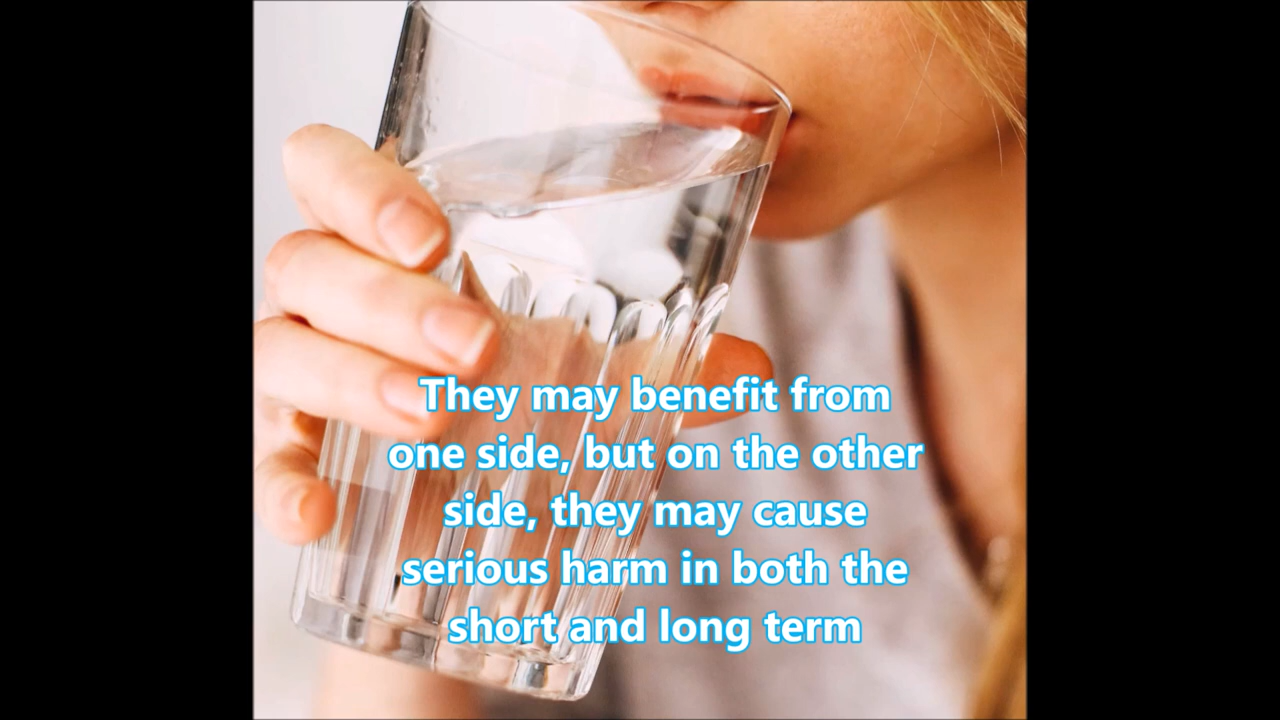 They may benefit from
one side, but on the other
side, they may cause
serious harm in both the
short and long term